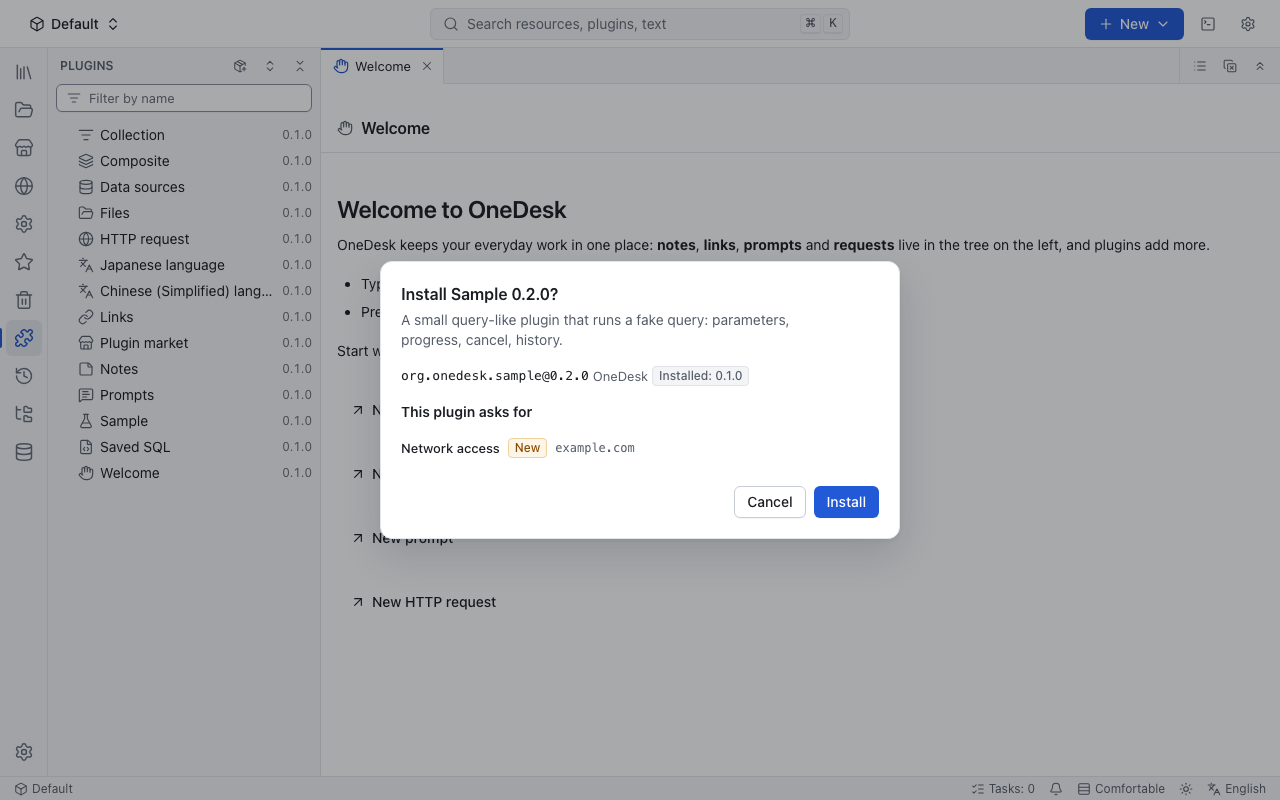 Default
Search resources, plugins, text
⌘ K
New
PLUGINS
Welcome
Filter by name
Collection 0.1.0
Composite 0.1.0
Data sources 0.1.0
Files 0.1.0
HTTP request 0.1.0
Japanese language 0.1.0
Chinese (Simplified) lang... 0.1.0
Links 0.1.0
Plugin market 0.1.0
Notes 0.1.0
Prompts 0.1.0
Sample 0.1.0
Saved SQL 0.1.0
Welcome 0.1.0
Welcome
Welcome to OneDesk
OneDesk keeps your everyday work in one place: notes, links, prompts and requests live in the tree on the left, and plugins add more.
Start
New prompt
New HTTP request
Install Sample 0.2.0?
A small query-like plugin that runs a fake query: parameters,
progress, cancel, history.
org.onedesk.sample@0.2.0 OneDesk Installed: 0.1.0
This plugin asks for
Network access New example.com
Cancel
Install
Default
Tasks: 0
Comfortable
English